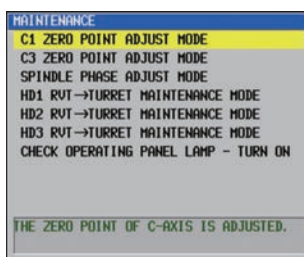 MAINTENANCE
C1 ZERO POINT ADJUST MODE
C3 ZERO POINT ADJUST MODE
SPINDLE PHASE ADJUST MODE
HD1 RVT→TURRET MAINTENANCE MODE
HD2 RVT→TURRET MAINTENANCE MODE
HD3 RVT→TURRET MAINTENANCE MODE
CHECK OPERATING PANEL LAMP - TURN ON
THE ZERO POINT OF C-AXIS IS ADJUSTED.